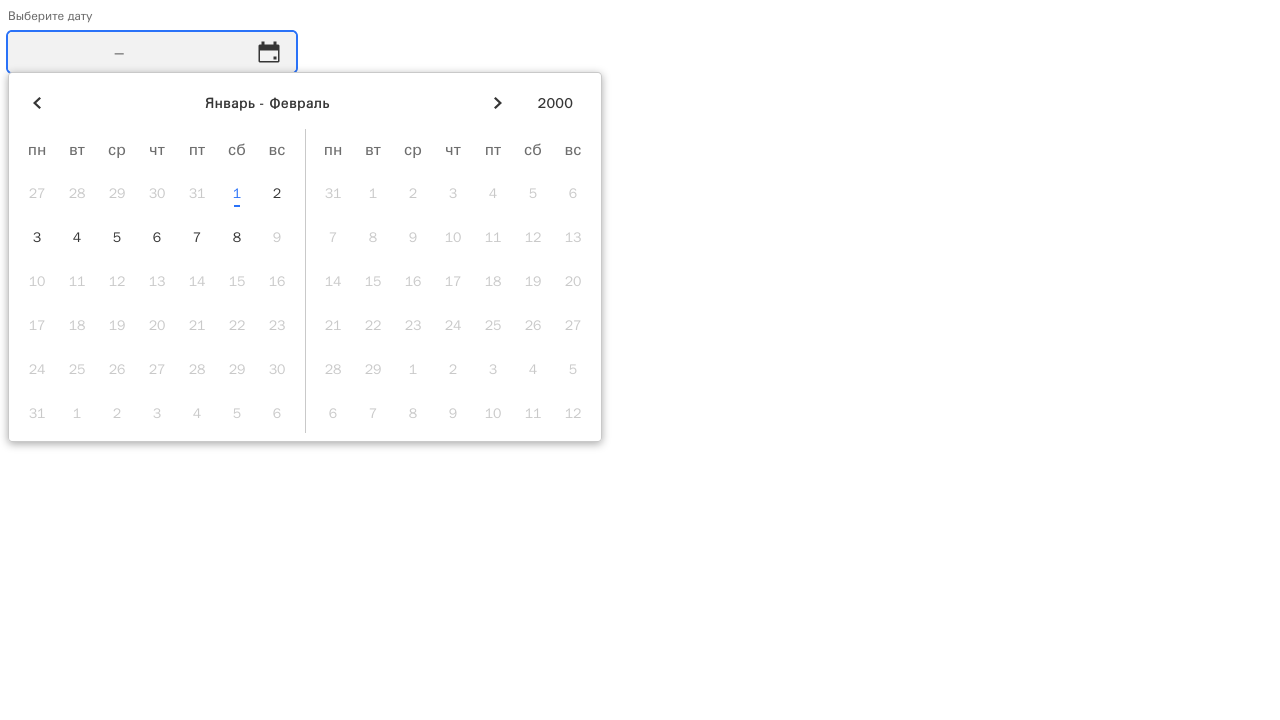 Выберите дату
–
Январь - Февраль 2000
пн вт ср чт пт сб вс пн вт ср чт пт сб вс
27 28 29 30 31 1 2 31 1 2 3 4 5 6
3 4 5 6 7 8 9 7 8 9 10 11 12 13
10 11 12 13 14 15 16 14 15 16 17 18 19 20
17 18 19 20 21 22 23 21 22 23 24 25 26 27
24 25 26 27 28 29 30 28 29 1 2 3 4 5
31 1 2 3 4 5 6 6 7 8 9 10 11 12